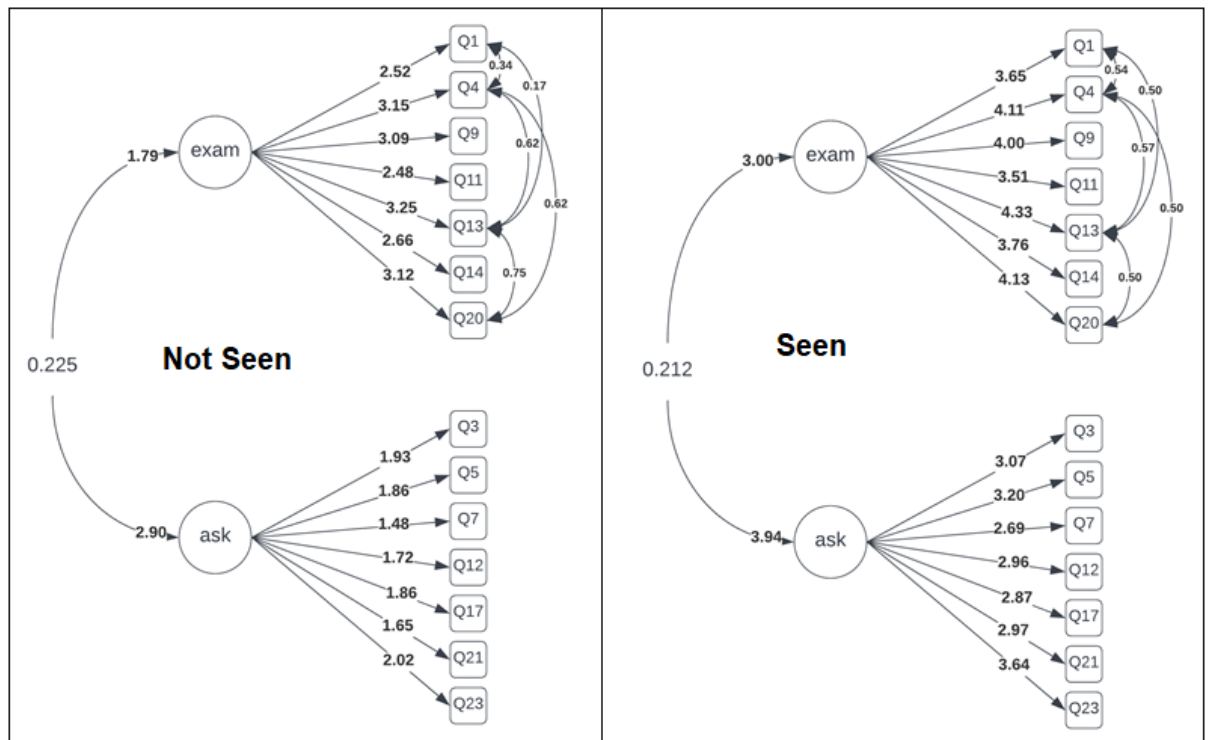 Q1
0.34
2.52
Q4
0.17
3.15
1.79
exam
3.09
Q9
0.62
2.48
Q11
3.25
Q13
0.62
2.66
Q14
0.75
3.12
Q20
0.225
Not Seen
Q3
1.93
Q5
1.86
2.90
ask
1.48
Q7
1.72
Q12
1.86
Q17
1.65
Q21
2.02
Q23
Q1
0.54
3.65
Q4
0.50
4.11
3.00
exam
4.00
Q9
0.57
3.51
Q11
4.33
Q13
0.50
3.76
Q14
0.50
4.13
Q20
0.212
Seen
Q3
3.07
Q5
3.20
3.94
ask
2.69
Q7
2.96
Q12
2.87
Q17
2.97
Q21
3.64
Q23